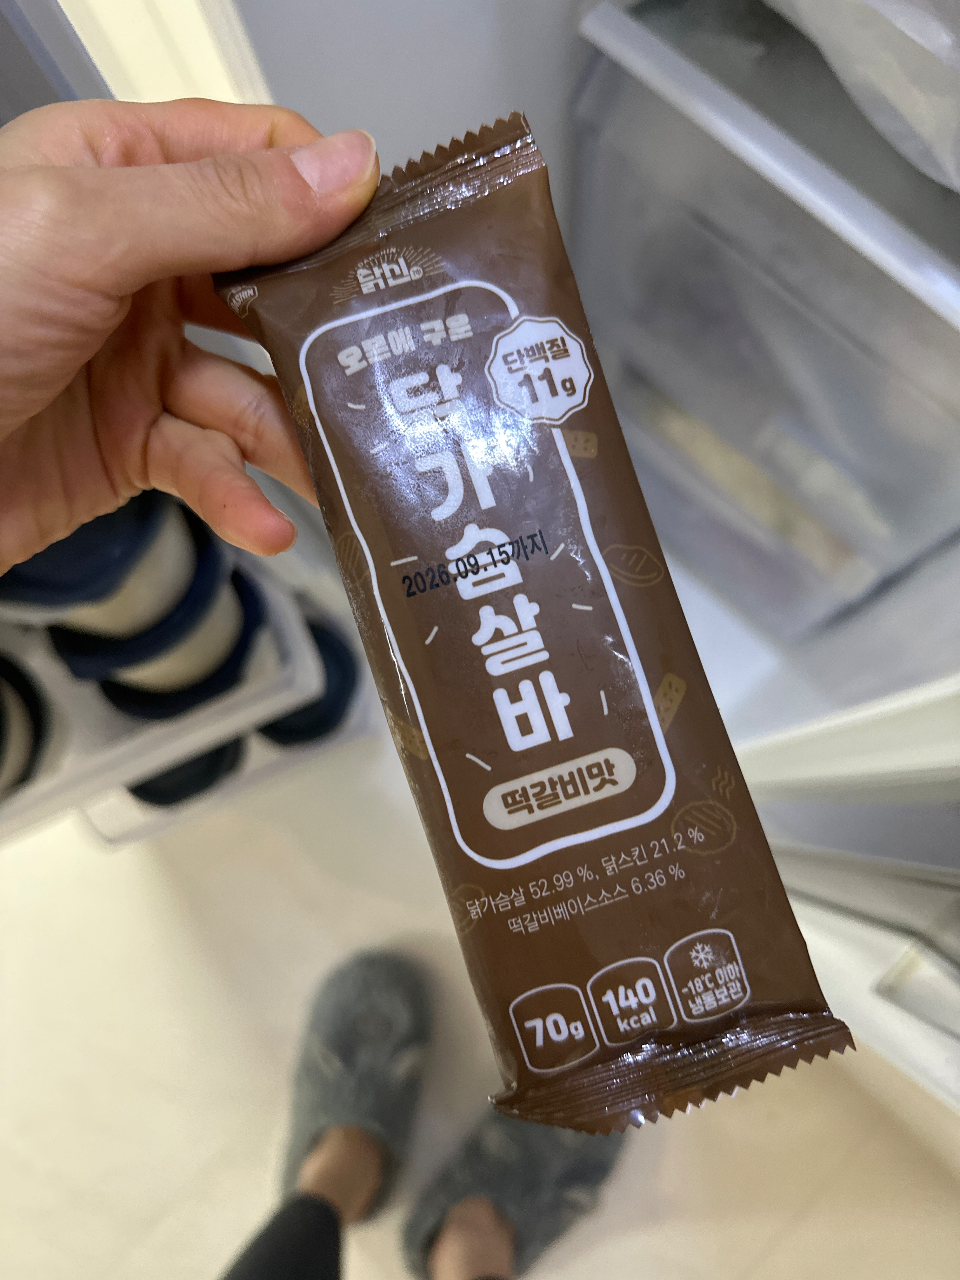 닭신
오븐에 구운
단백질
11g
닭
가
슴
살
바
2026.09.15까지
떡갈비맛
닭가슴살 52.99 %, 닭스킨 21.2 %
떡갈비베이스소스 6.36 %
70g
140
kcal
-18℃ 이하
냉동보관